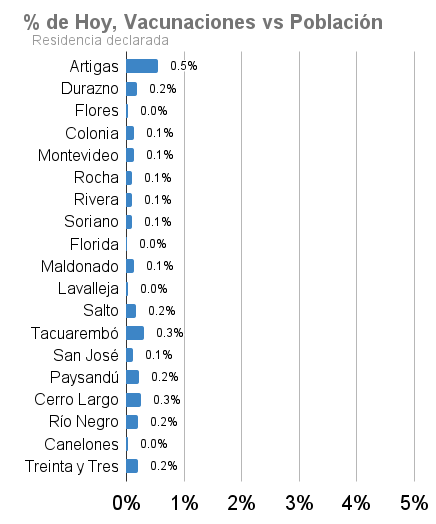 % de Hoy, Vacunaciones vs Población
Residencia declarada
Artigas 0.5%
Durazno 0.2%
Flores 0.0%
Colonia 0.1%
Montevideo 0.1%
Rocha 0.1%
Rivera 0.1%
Soriano 0.1%
Florida 0.0%
Maldonado 0.1%
Lavalleja 0.0%
Salto 0.2%
Tacuarembó 0.3%
San José 0.1%
Paysandú 0.2%
Cerro Largo 0.3%
Río Negro 0.2%
Canelones 0.0%
Treinta y Tres 0.2%
0% 1% 2% 3% 4% 5%